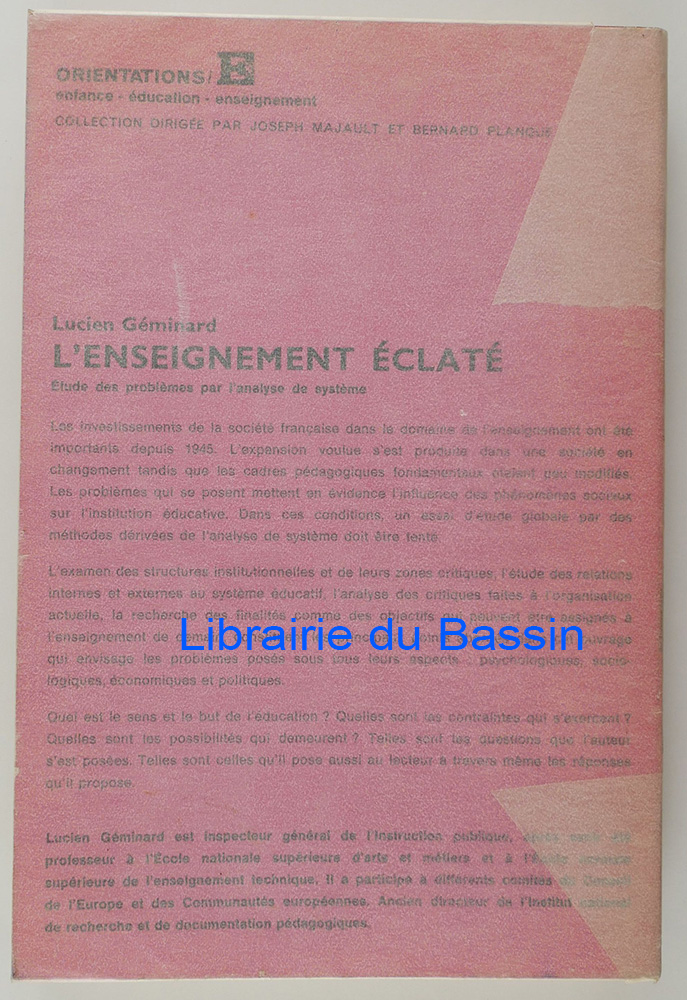 ORIENTATIONS/E
enfance - éducation - enseignement
COLLECTION DIRIGÉE PAR JOSEPH MAJAULT ET BERNARD PLANQUE
Lucien Géminard
L'ENSEIGNEMENT ÉCLATÉ
Étude des problèmes par l'analyse de système
Les investissements de la société française dans le domaine de l'enseignement ont été
importants depuis 1945. L'expansion voulue s'est produite dans une société en
changement tandis que les cadres pédagogiques fondamentaux étaient peu modifiés.
Les problèmes qui se posent mettent en évidence l'influence des phénomènes sociaux
sur l'institution éducative. Dans ces conditions, un essai d'étude globale par des
méthodes dérivées de l'analyse de système doit être tenté.
L'examen des structures institutionnelles et de leurs zones critiques, l'étude des relations
internes et externes au système éducatif, l'analyse des critiques faites à l'organisation
actuelle, la recherche des finalités comme des objectifs qui peuvent être assignés à
l'enseignement de demain ouvrage
Librairie du Bassin
qui envisage les problèmes posés sous tous leurs aspects : psychologiques, socio-
logiques, économiques et politiques.
Quel est le sens et le but de l'éducation ? Quelles sont les contraintes qui s'exercent ?
Quelles sont les possibilités qui demeurent ? Telles sont les questions que l'auteur
s'est posées. Telles sont celles qu'il pose aussi au lecteur à travers même les réponses
qu'il propose.
Lucien Géminard est inspecteur général de l'Instruction publique, après avoir été
professeur à l'École nationale supérieure d'arts et métiers et à l'École normale
supérieure de l'enseignement technique. Il a participé à différents comités du Conseil
de l'Europe et des Communautés européennes. Ancien directeur de l'Institut national
de recherche et de documentation pédagogiques.